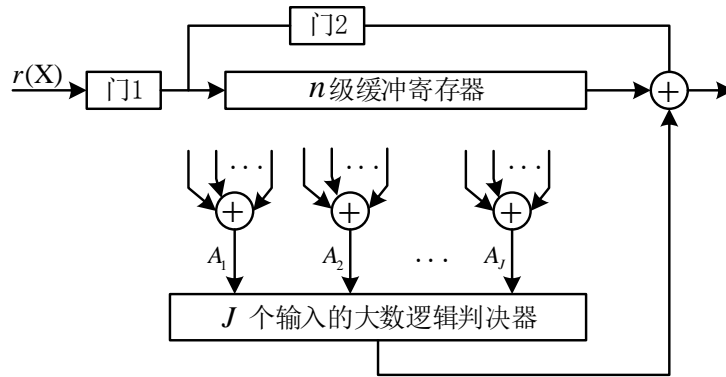 门2
r(X)
门1
n级缓冲寄存器
+
··· ··· ···
+ + +
A₁ A₂ ··· A_J
J 个输入的大数逻辑判决器